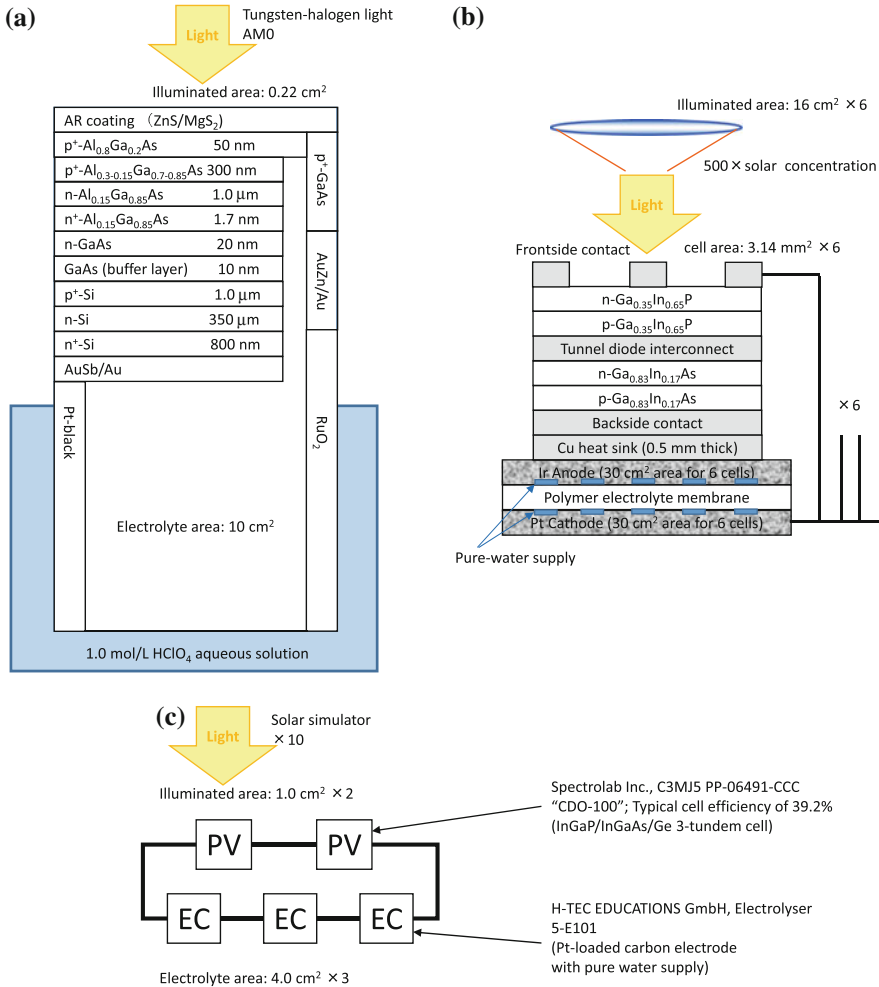 (a)
Tungsten-halogen light
AM0
Light
Illuminated area: 0.22 cm²
AR coating （ZnS/MgS₂)
p⁺-Al₀.₈Ga₀.₂As 50 nm
p⁺-Al₀.₃₋₀.₁₅Ga₀.₇₋₀.₈₅As 300 nm
n-Al₀.₁₅Ga₀.₈₅As 1.0 μm
n⁺-Al₀.₁₅Ga₀.₈₅As 1.7 nm
n-GaAs 20 nm
GaAs (buffer layer) 10 nm
p⁺-Si 1.0 μm
n-Si 350 μm
n⁺-Si 800 nm
AuSb/Au
p⁺-GaAs
AuZn/Au
Pt-black
RuO₂
Electrolyte area: 10 cm²
1.0 mol/L HClO₄ aqueous solution
(b)
Illuminated area: 16 cm² ×6
500× solar concentration
Light
Frontside contact
cell area: 3.14 mm² ×6
n-Ga₀.₃₅In₀.₆₅P
p-Ga₀.₃₅In₀.₆₅P
Tunnel diode interconnect
n-Ga₀.₈₃In₀.₁₇As
p-Ga₀.₈₃In₀.₁₇As
Backside contact
Cu heat sink (0.5 mm thick)
Ir Anode (30 cm² area for 6 cells)
Polymer electrolyte membrane
Pt Cathode (30 cm² area for 6 cells)
×6
Pure-water supply
(c)
Light
Solar simulator
×10
Illuminated area: 1.0 cm² ×2
PV PV
EC EC EC
Electrolyte area: 4.0 cm² ×3
Spectrolab Inc., C3MJ5 PP-06491-CCC
"CDO-100"; Typical cell efficiency of 39.2%
(InGaP/InGaAs/Ge 3-tundem cell)
H-TEC EDUCATIONS GmbH, Electrolyser
5-E101
(Pt-loaded carbon electrode
with pure water supply)